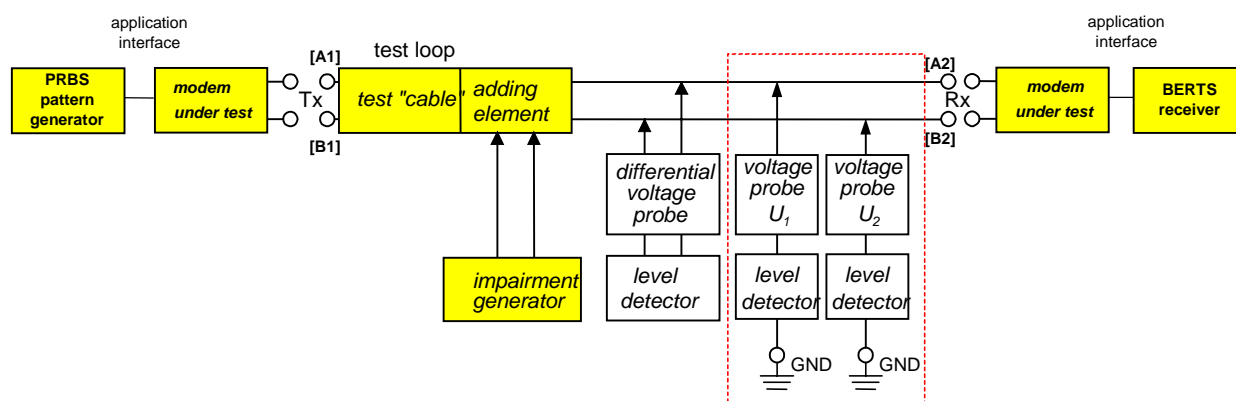 application
interface
PRBS
pattern
generator
modem
under test
[A1]
Tx
[B1]
test loop
test "cable"
adding
element
impairment
generator
differential
voltage
probe
level
detector
voltage
probe
U1
level
detector
GND
voltage
probe
U2
level
detector
GND
[A2]
Rx
[B2]
application
interface
modem
under test
BERTS
receiver